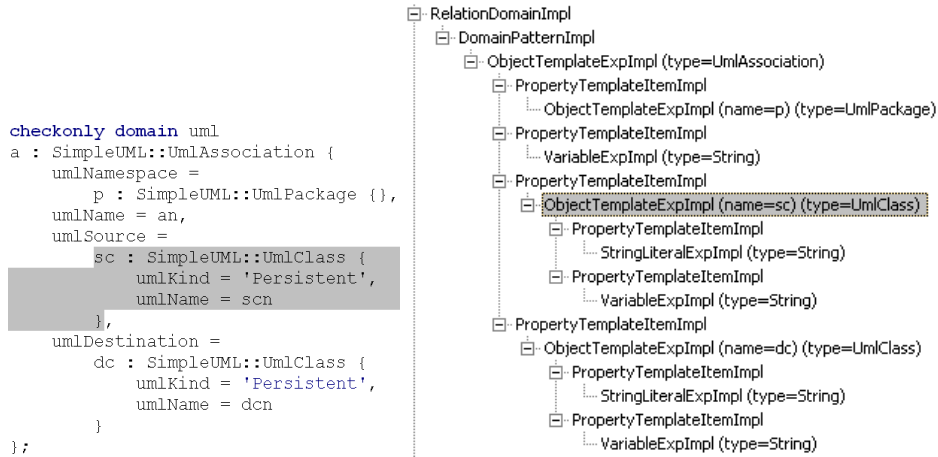 checkonly domain uml
a : SimpleUML::UmlAssociation {
umlNamespace =
p : SimpleUML::UmlPackage {},
umlName = an,
umlSource =
sc : SimpleUML::UmlClass {
umlKind = 'Persistent',
umlName = scn
},
umlDestination =
dc : SimpleUML::UmlClass {
umlKind = 'Persistent',
umlName = dcn
}
};
RelationDomainImpl
DomainPatternImpl
ObjectTemplateExpImpl (type=UmlAssociation)
PropertyTemplateItemImpl
ObjectTemplateExpImpl (name=p) (type=UmlPackage)
PropertyTemplateItemImpl
VariableExpImpl (type=String)
PropertyTemplateItemImpl
ObjectTemplateExpImpl (name=sc) (type=UmlClass)
PropertyTemplateItemImpl
StringLiteralExpImpl (type=String)
PropertyTemplateItemImpl
VariableExpImpl (type=String)
PropertyTemplateItemImpl
ObjectTemplateExpImpl (name=dc) (type=UmlClass)
PropertyTemplateItemImpl
StringLiteralExpImpl (type=String)
PropertyTemplateItemImpl
VariableExpImpl (type=String)